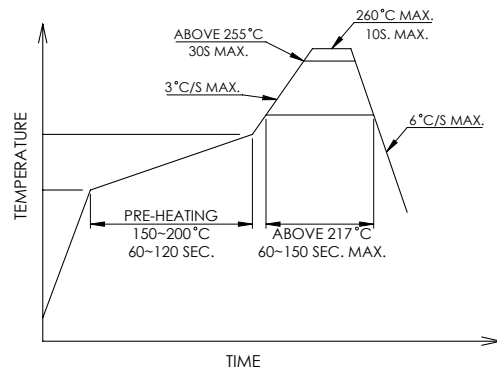 ABOVE 255°C
30S MAX.
260°C MAX.
10S. MAX.
3°C/S MAX.
6°C/S MAX.
TEMPERATURE
PRE-HEATING
150~200°C
60~120 SEC.
ABOVE 217°C
60~150 SEC. MAX.
TIME